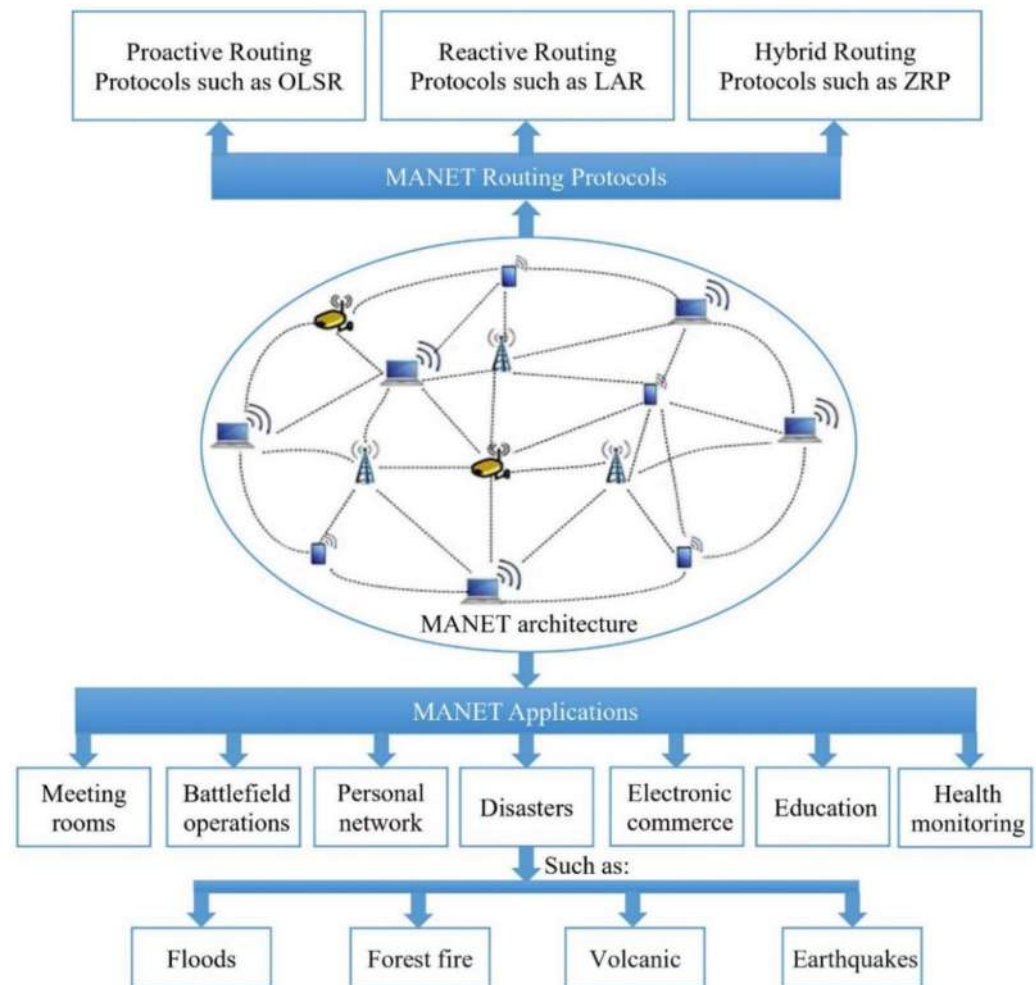 Proactive Routing
Protocols such as OLSR
Reactive Routing
Protocols such as LAR
Hybrid Routing
Protocols such as ZRP
MANET Routing Protocols
MANET architecture
MANET Applications
Meeting
rooms
Battlefield
operations
Personal
network
Disasters
Electronic
commerce
Education
Health
monitoring
Such as:
Floods
Forest fire
Volcanic
Earthquakes